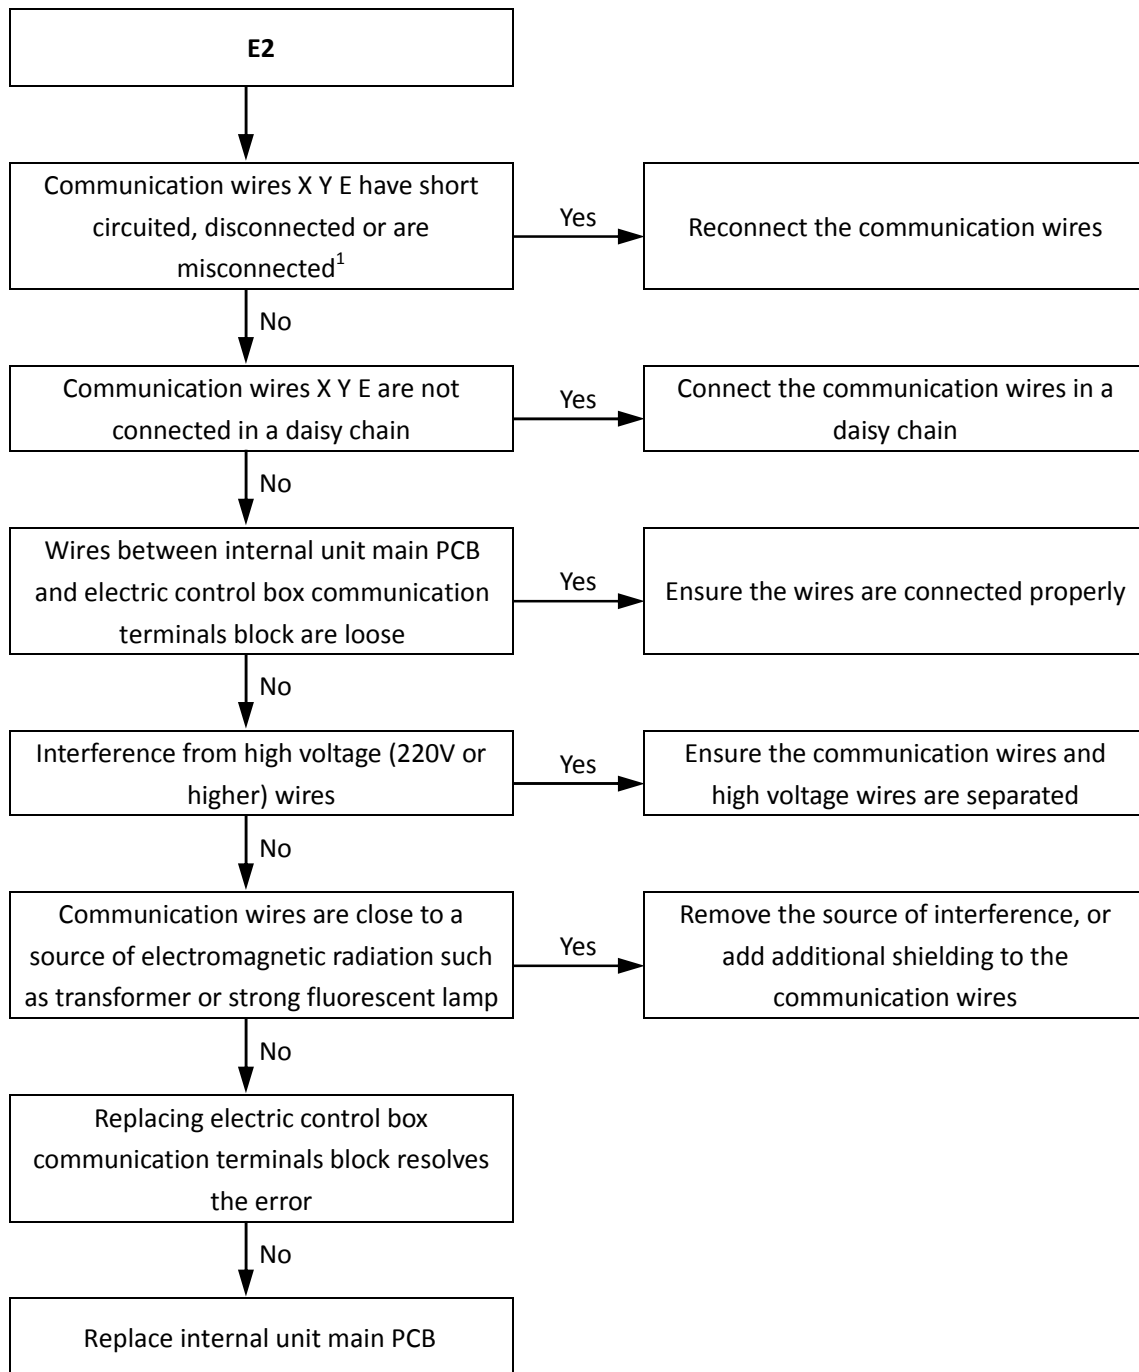 E2
Communication wires X Y E have short
circuited, disconnected or are
misconnected1
Yes
Reconnect the communication wires
No
Communication wires X Y E are not
connected in a daisy chain
Yes
Connect the communication wires in a
daisy chain
No
Wires between internal unit main PCB
and electric control box communication
terminals block are loose
Yes
Ensure the wires are connected properly
No
Interference from high voltage (220V or
higher) wires
Yes
Ensure the communication wires and
high voltage wires are separated
No
Communication wires are close to a
source of electromagnetic radiation such
as transformer or strong fluorescent lamp
Yes
Remove the source of interference, or
add additional shielding to the
communication wires
No
Replacing electric control box
communication terminals block resolves
the error
No
Replace internal unit main PCB